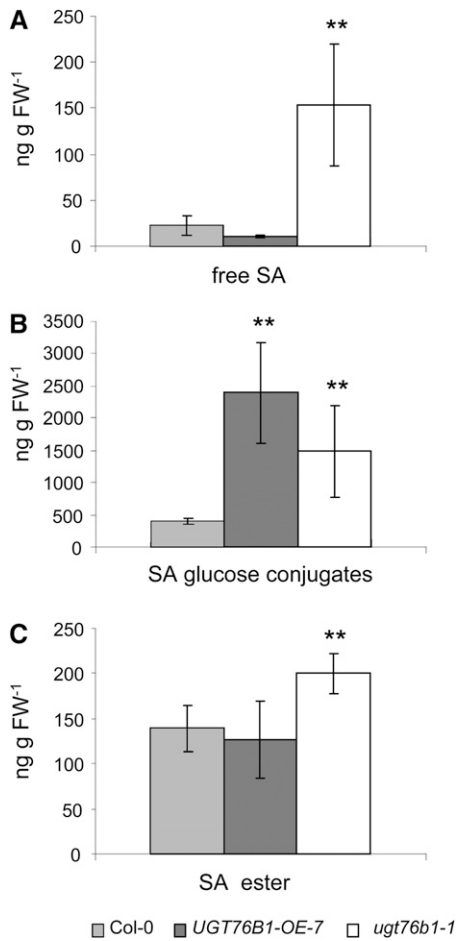 A
ng g FW-1
250
200
150
100
50
0
**
free SA
B
ng g FW-1
3500
3000
2500
2000
1500
1000
500
0
**
**
SA glucose conjugates
C
ng g FW-1
250
200
150
100
50
0
**
SA ester
Col-0 UGT76B1-OE-7 ugt76b1-1